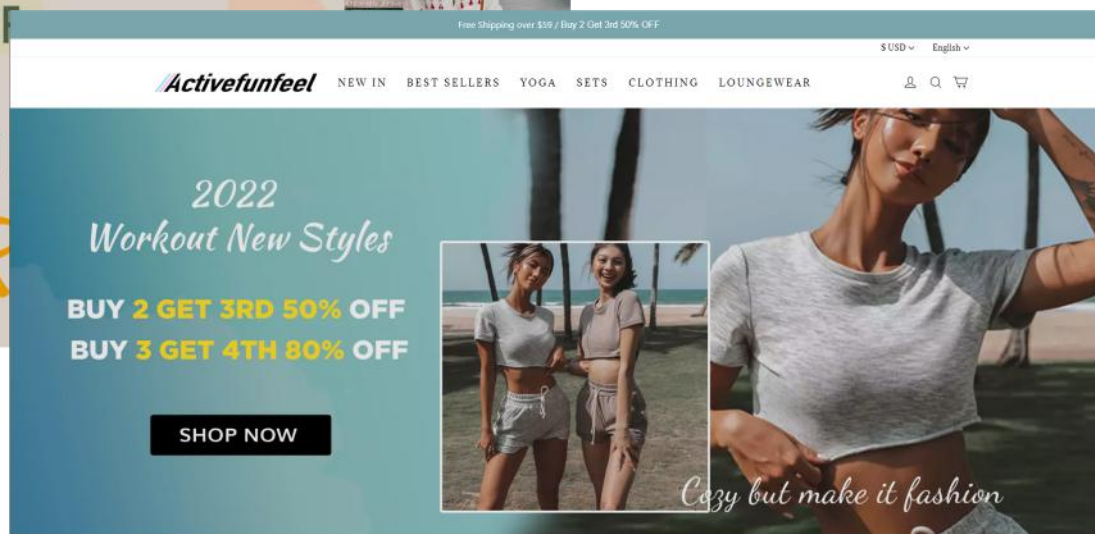 Free Shipping over $59 / Buy 2 Get 3rd 50% OFF
$ USD
English
Activefunfeel
NEW IN
BEST SELLERS
YOGA
SETS
CLOTHING
LOUNGEWEAR
2022
Workout New Styles
BUY 2 GET 3RD 50% OFF
BUY 3 GET 4TH 80% OFF
SHOP NOW
Cozy but make it fashion